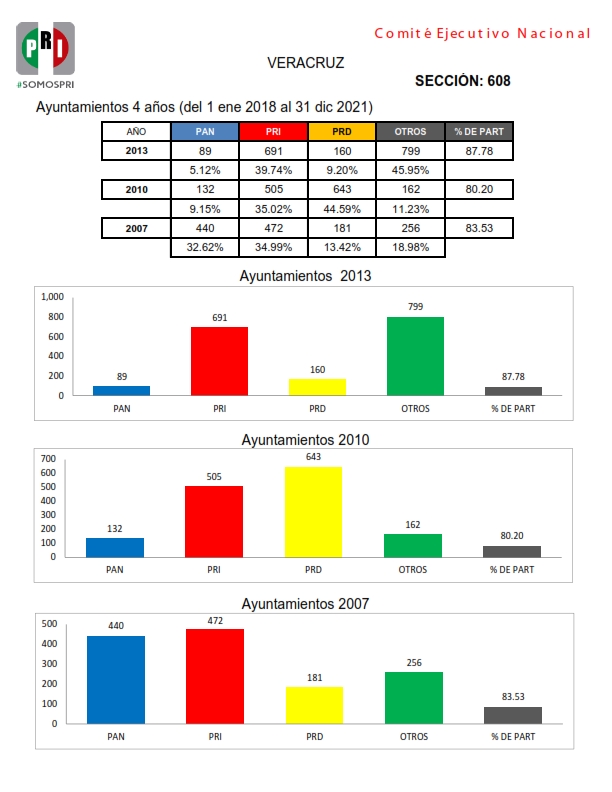 PRI
#SOMOSPRI
Comité Ejecutivo Nacional
VERACRUZ
SECCIÓN: 608
Ayuntamientos 4 años (del 1 ene 2018 al 31 dic 2021)
AÑO PAN PRI PRD OTROS % DE PART
2013 89 691 160 799 87.78
5.12% 39.74% 9.20% 45.95%
2010 132 505 643 162 80.20
9.15% 35.02% 44.59% 11.23%
2007 440 472 181 256 83.53
32.62% 34.99% 13.42% 18.98%
Ayuntamientos 2013
1,000
800
600
400
200
0
89 691 160 799 87.78
PAN PRI PRD OTROS % DE PART
Ayuntamientos 2010
700
600
500
400
300
200
100
0
132 505 643 162 80.20
PAN PRI PRD OTROS % DE PART
Ayuntamientos 2007
500
400
300
200
100
0
440 472 181 256 83.53
PAN PRI PRD OTROS % DE PART